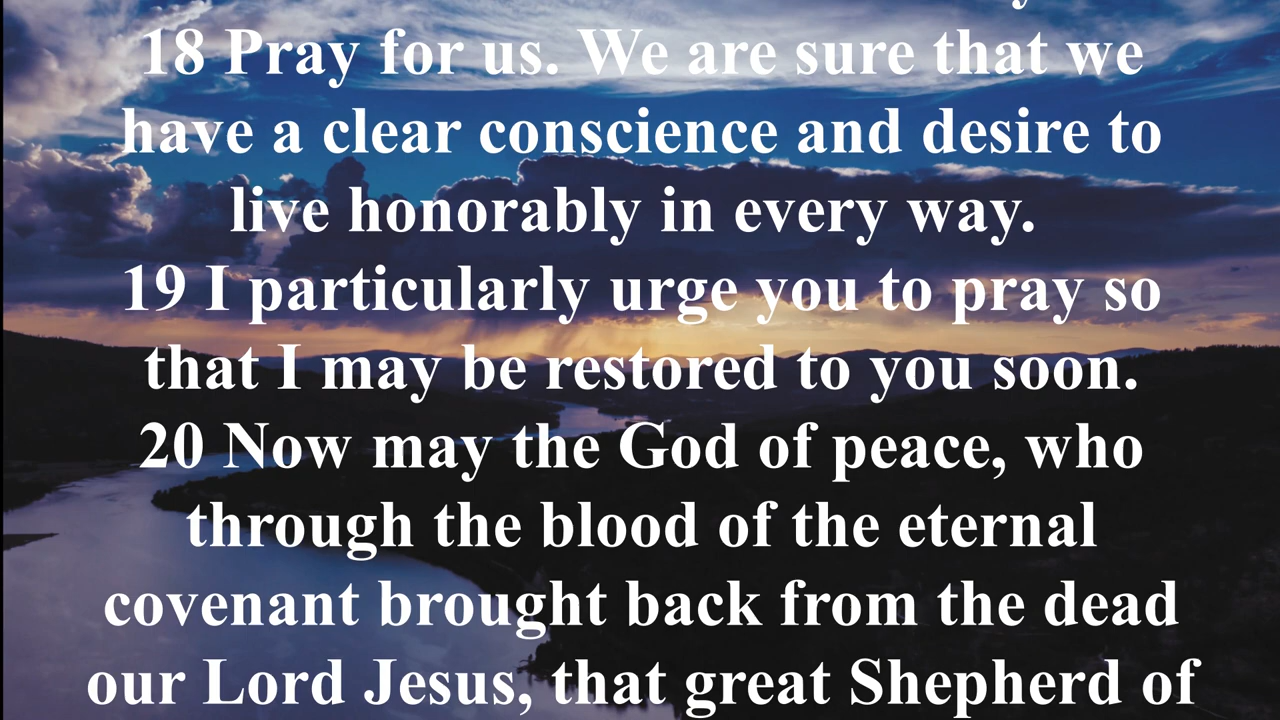 18 Pray for us. We are sure that we
have a clear conscience and desire to
live honorably in every way.
19 I particularly urge you to pray so
that I may be restored to you soon.
20 Now may the God of peace, who
through the blood of the eternal
covenant brought back from the dead
our Lord Jesus, that great Shepherd of